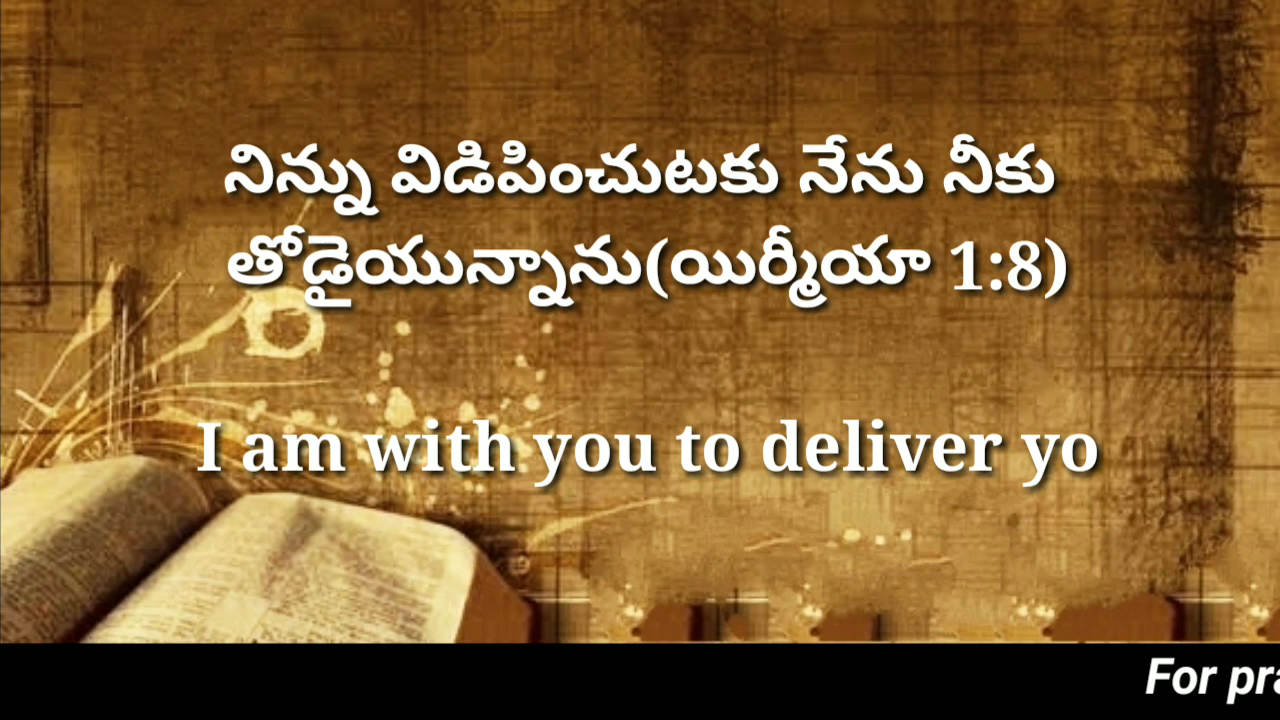 నిన్ను విడిపించుటకు నేను నీకు
తోడైయున్నాను(యిర్మీయా 1:8)
I am with you to deliver yo
For pra